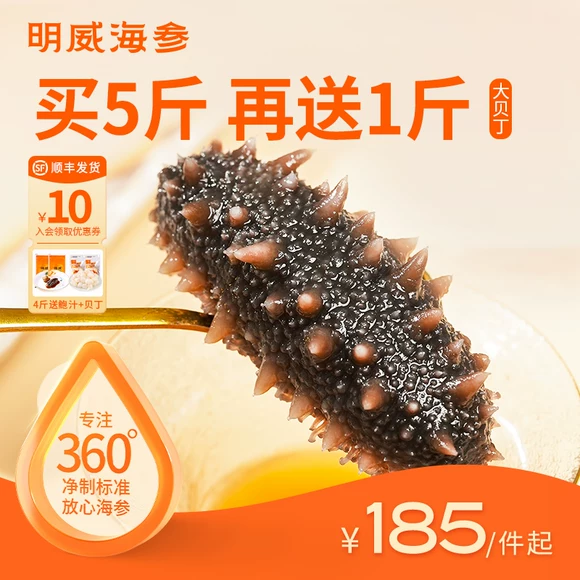 明威海参
买5斤 再送1斤 大贝丁
SF 顺丰发货
¥10
入会领取优惠券
4斤送鲍汁+贝丁
专注
360°
净制标准
放心海参
¥185/件起